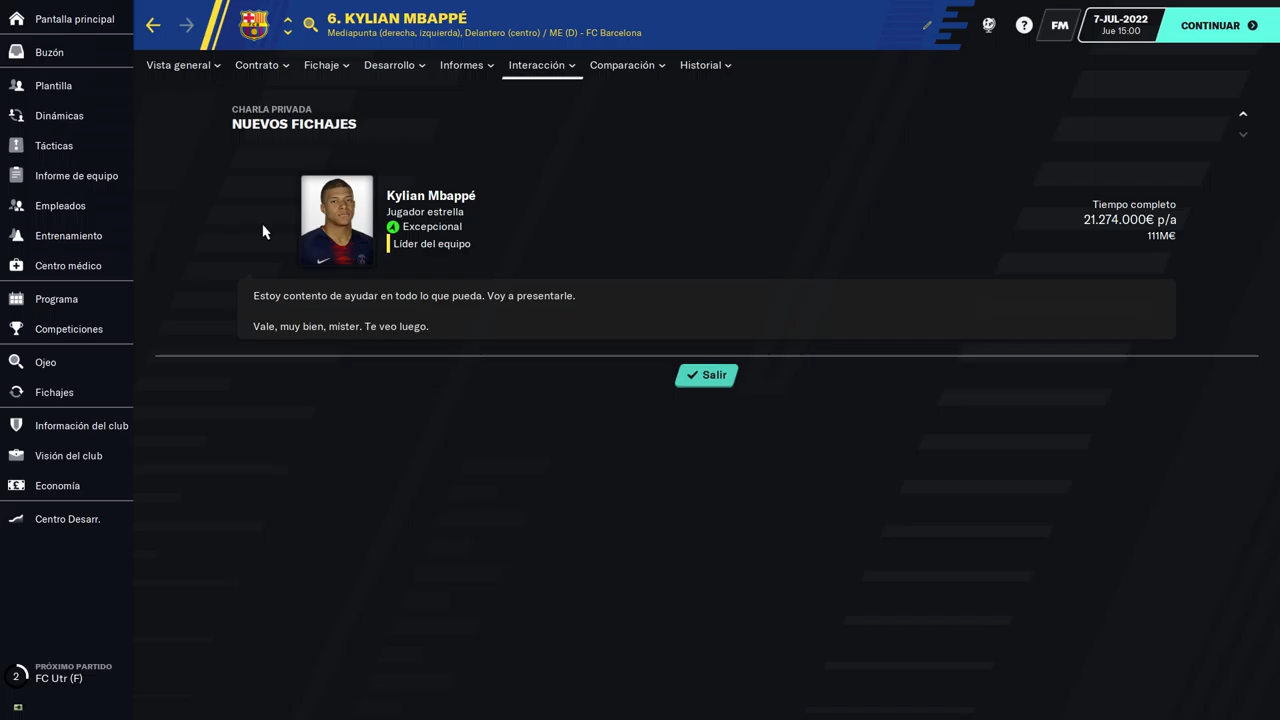 Pantalla principal
Buzón
Plantilla
Dinámicas
Tácticas
Informe de equipo
Empleados
Entrenamiento
Centro médico
Programa
Competiciones
Ojeo
Fichajes
Información del club
Visión del club
Economía
Centro Desarr.
2
PRÓXIMO PARTIDO
FC Utr (F)
6. KYLIAN MBAPPÉ
Mediapunta (derecha, izquierda), Delantero (centro) / ME (D) - FC Barcelona
?
FM
7-JUL-2022
Jue 15:00
CONTINUAR
Vista general
Contrato
Fichaje
Desarrollo
Informes
Interacción
Comparación
Historial
CHARLA PRIVADA
NUEVOS FICHAJES
Kylian Mbappé
Jugador estrella
Excepcional
Líder del equipo
Tiempo completo
21.274.000€ p/a
111M€
Estoy contento de ayudar en todo lo que pueda. Voy a presentarle.
Vale, muy bien, míster. Te veo luego.
Salir